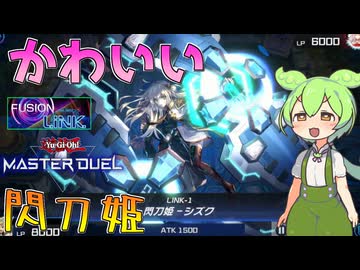 かわいい
LP 6000
FUSION
LINK
Yu-Gi-Oh!
MASTER DUEL
LINK-1
閃刀姫-シズク
ATK 1500
閃刀姫
LP 8000